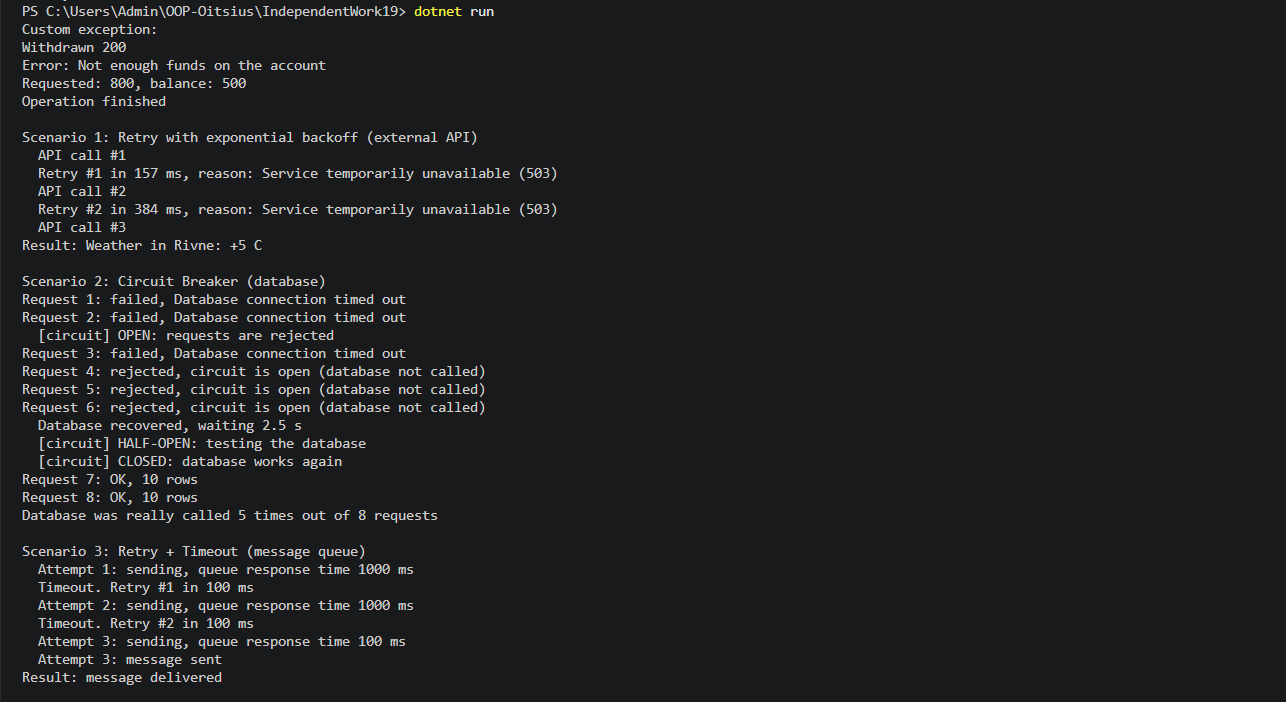 PS C:\Users\Admin\OOP-Oitsius\IndependentWork19> dotnet run
Custom exception:
Withdrawn 200
Error: Not enough funds on the account
Requested: 800, balance: 500
Operation finished

Scenario 1: Retry with exponential backoff (external API)
  API call #1
  Retry #1 in 157 ms, reason: Service temporarily unavailable (503)
  API call #2
  Retry #2 in 384 ms, reason: Service temporarily unavailable (503)
  API call #3
Result: Weather in Rivne: +5 C

Scenario 2: Circuit Breaker (database)
Request 1: failed, Database connection timed out
Request 2: failed, Database connection timed out
  [circuit] OPEN: requests are rejected
Request 3: failed, Database connection timed out
Request 4: rejected, circuit is open (database not called)
Request 5: rejected, circuit is open (database not called)
Request 6: rejected, circuit is open (database not called)
  Database recovered, waiting 2.5 s
  [circuit] HALF-OPEN: testing the database
  [circuit] CLOSED: database works again
Request 7: OK, 10 rows
Request 8: OK, 10 rows
Database was really called 5 times out of 8 requests

Scenario 3: Retry + Timeout (message queue)
  Attempt 1: sending, queue response time 1000 ms
  Timeout. Retry #1 in 100 ms
  Attempt 2: sending, queue response time 1000 ms
  Timeout. Retry #2 in 100 ms
  Attempt 3: sending, queue response time 100 ms
  Attempt 3: message sent
Result: message delivered